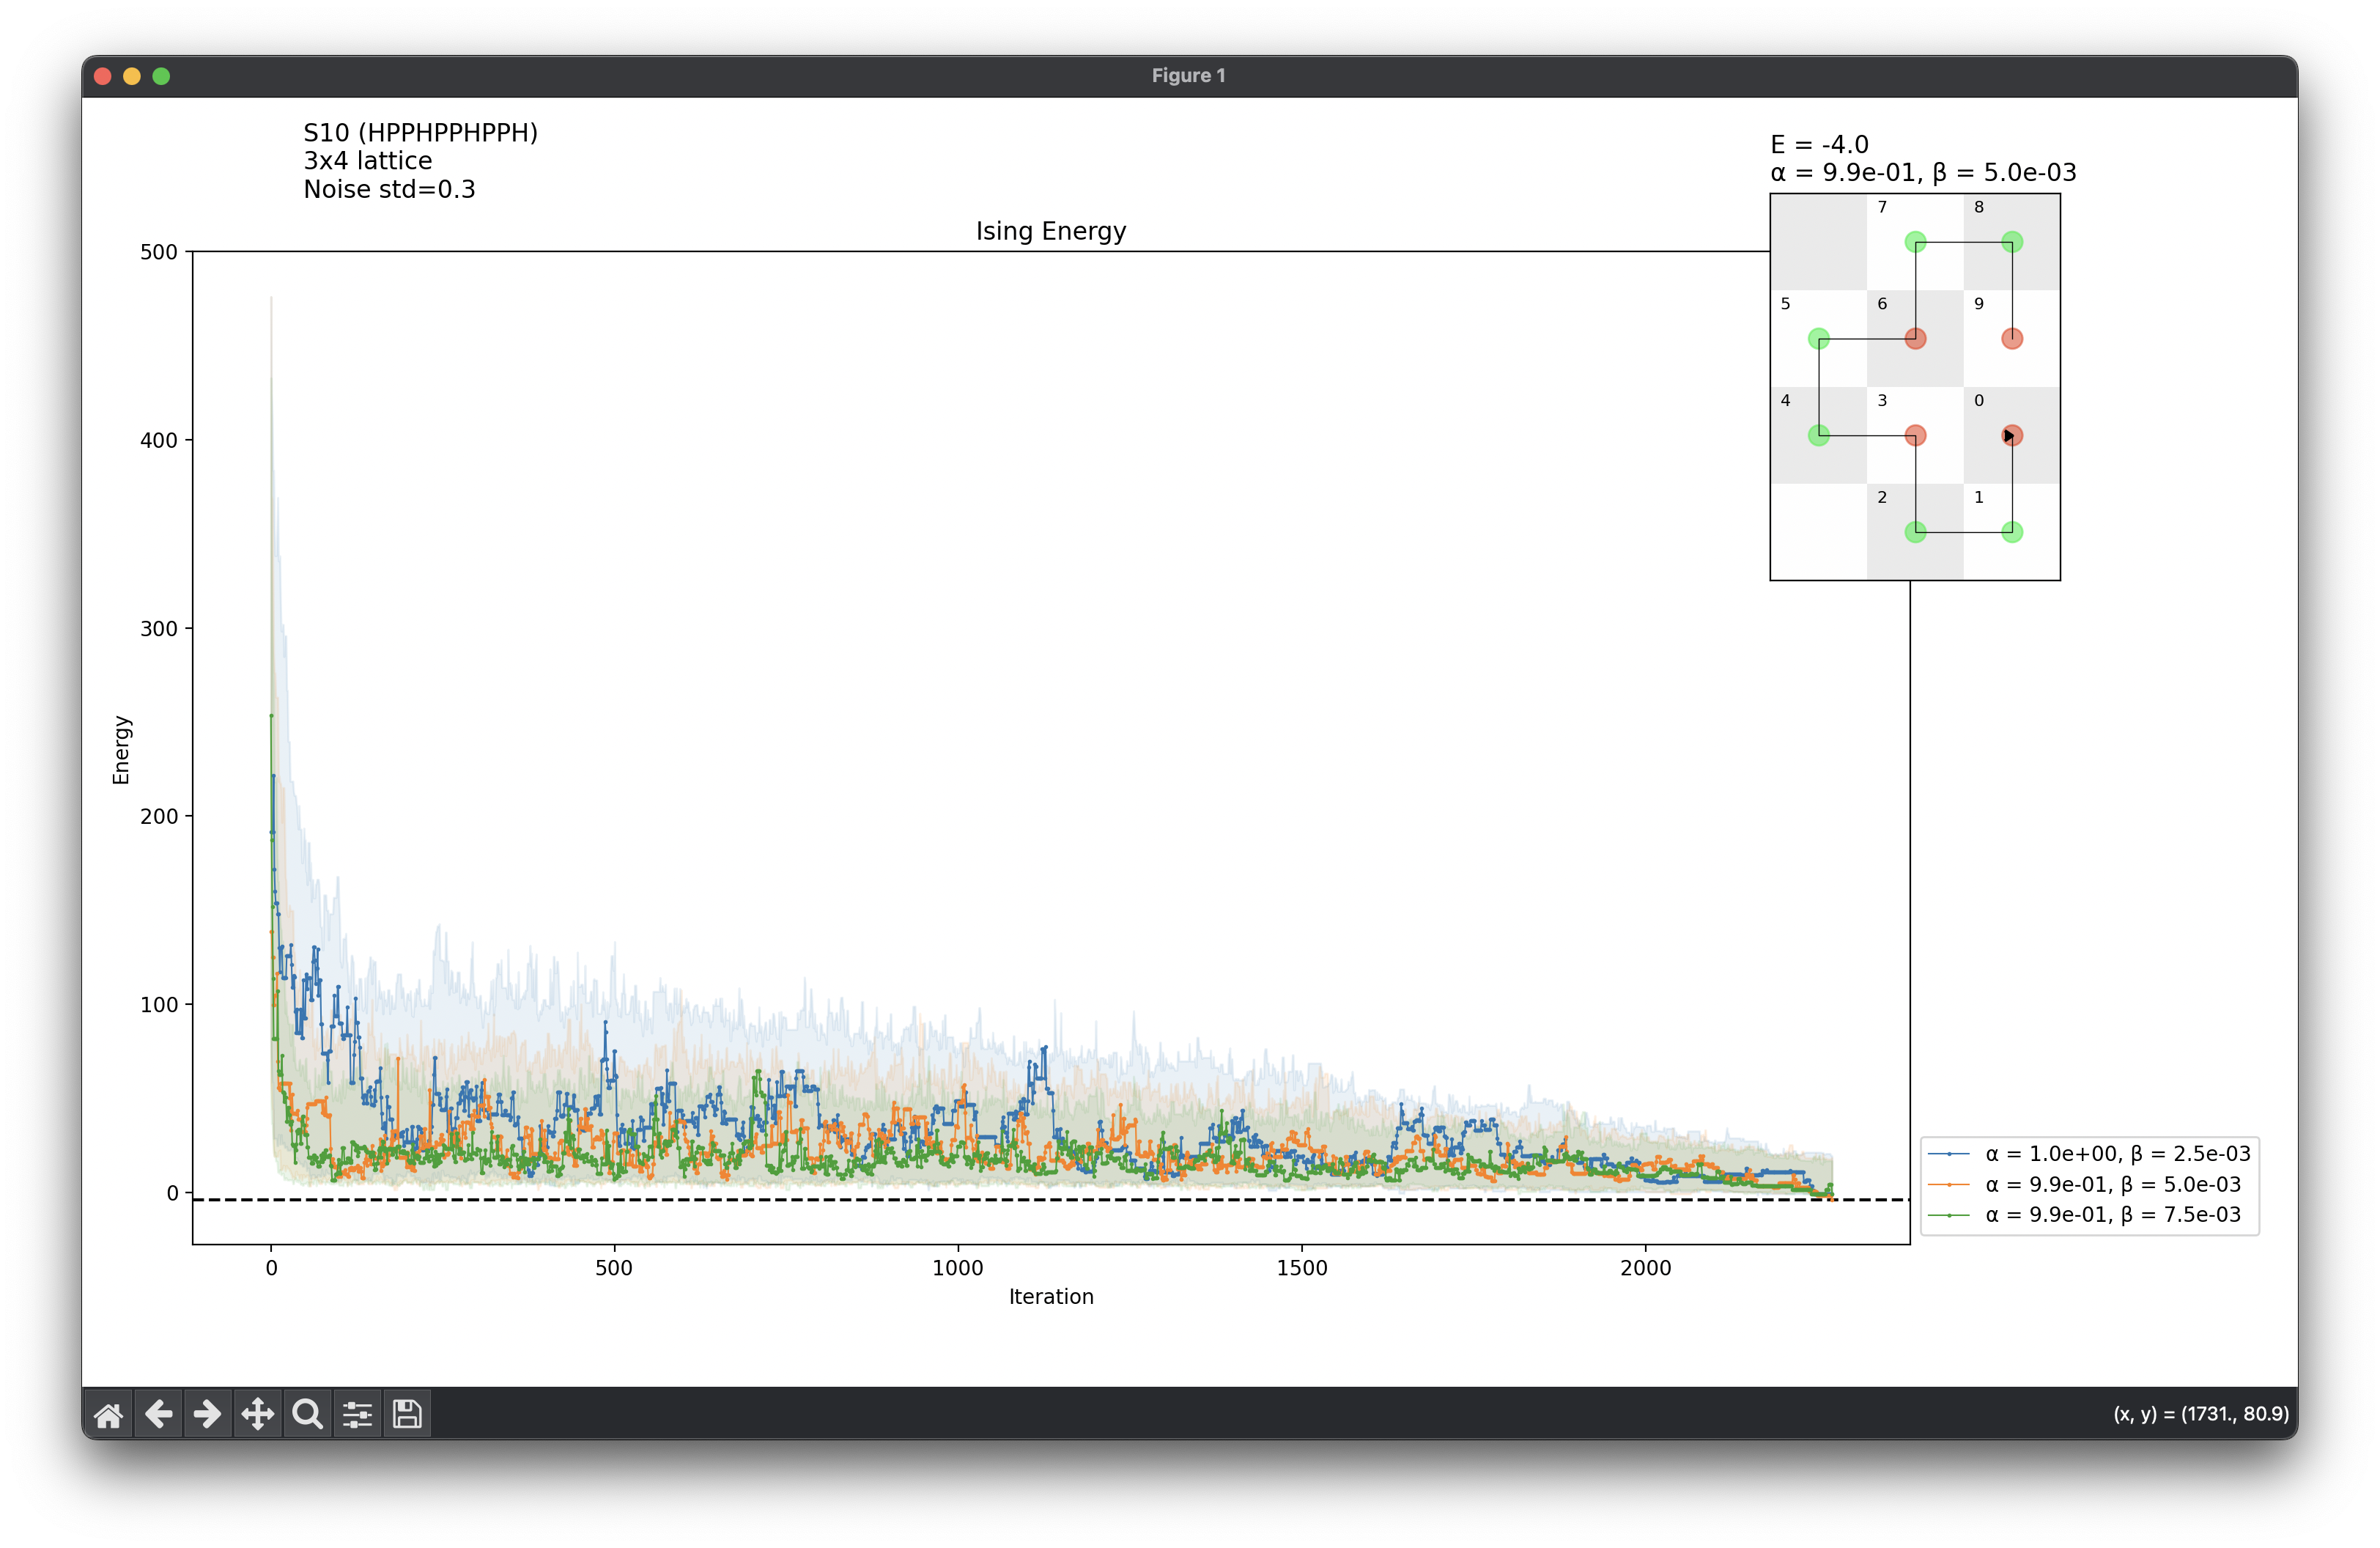 Figure 1
S10 (HPPHPPHPPH)
3x4 lattice
Noise std=0.3
E = -4.0
α = 9.9e-01, β = 5.0e-03
7 8
5 6 9
4 3 0
2 1
Ising Energy
500
400
300
200
100
0
Energy
0 500 1000 1500 2000
Iteration
α = 1.0e+00, β = 2.5e-03
α = 9.9e-01, β = 5.0e-03
α = 9.9e-01, β = 7.5e-03
(x, y) = (1731., 80.9)